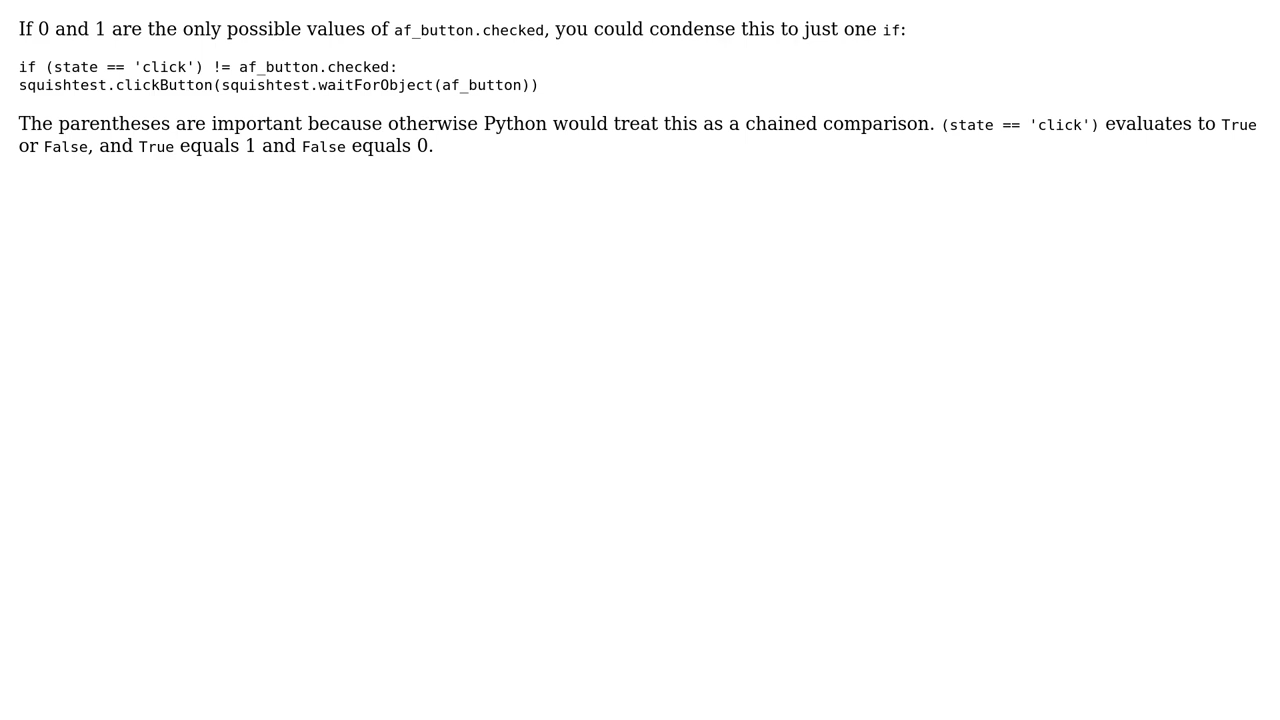 If 0 and 1 are the only possible values of af_button.checked, you could condense this to just one if:
if (state == 'click') != af_button.checked:
squishtest.clickButton(squishtest.waitForObject(af_button))
The parentheses are important because otherwise Python would treat this as a chained comparison. (state == 'click') evaluates to True
or False, and True equals 1 and False equals 0.